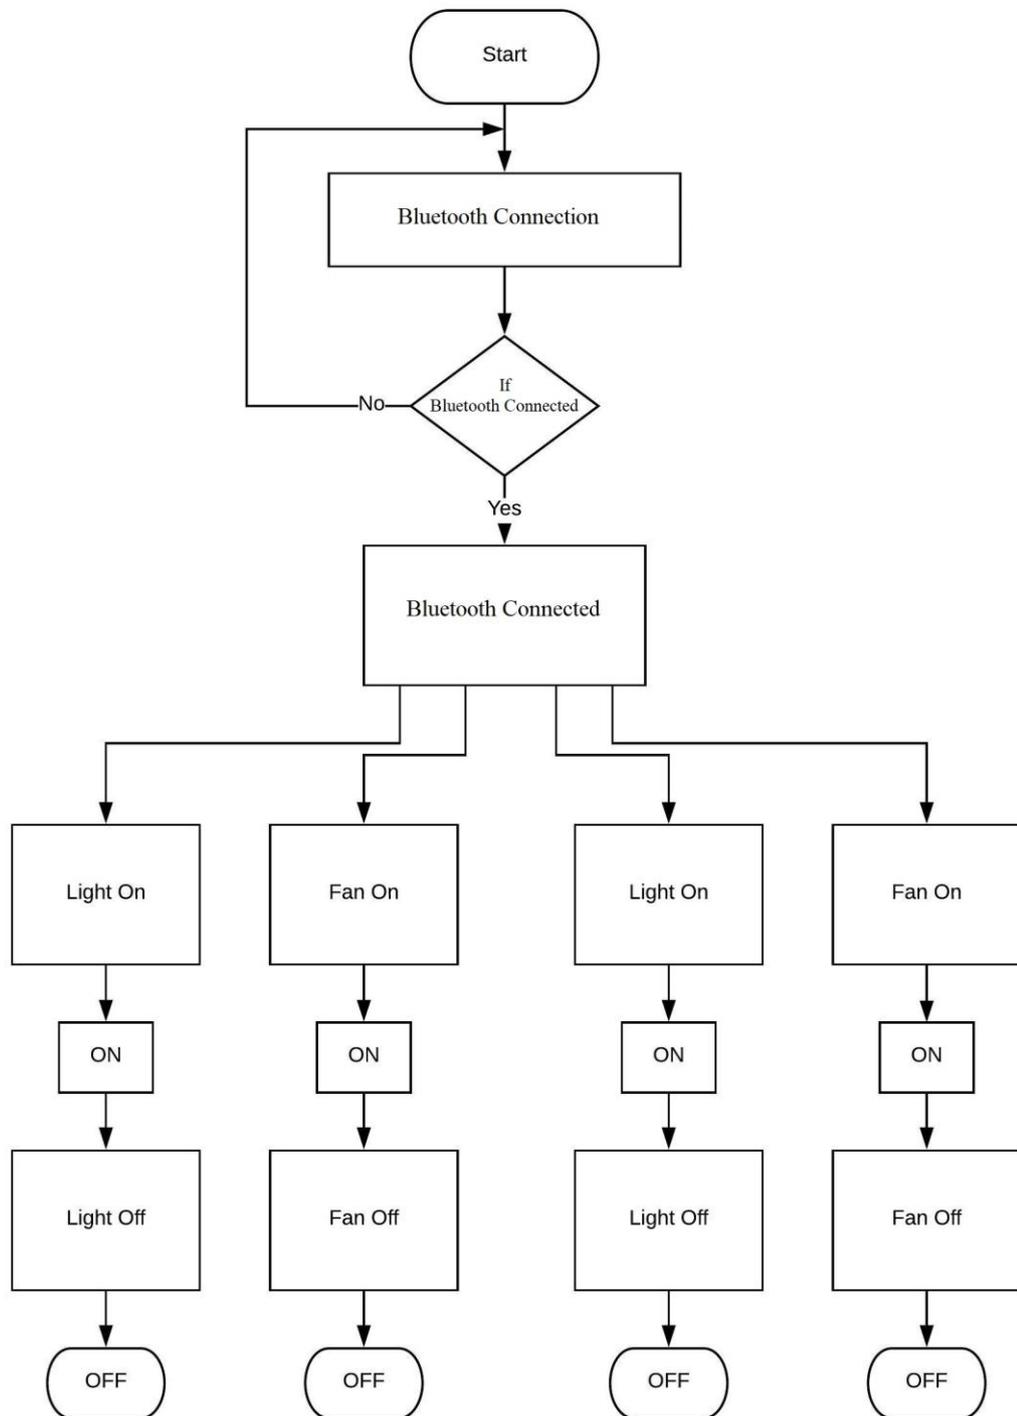 Start
Bluetooth Connection
If
Bluetooth Connected
No
Yes
Bluetooth Connected
Light On
Fan On
Light On
Fan On
ON
ON
ON
ON
Light Off
Fan Off
Light Off
Fan Off
OFF
OFF
OFF
OFF